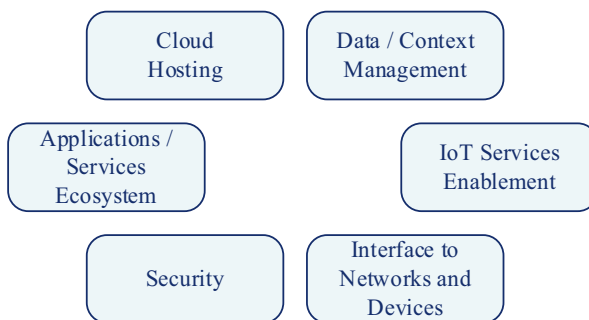 Cloud
Hosting
Data / Context
Management
Applications /
Services
Ecosystem
IoT Services
Enablement
Security
Interface to
Networks and
Devices